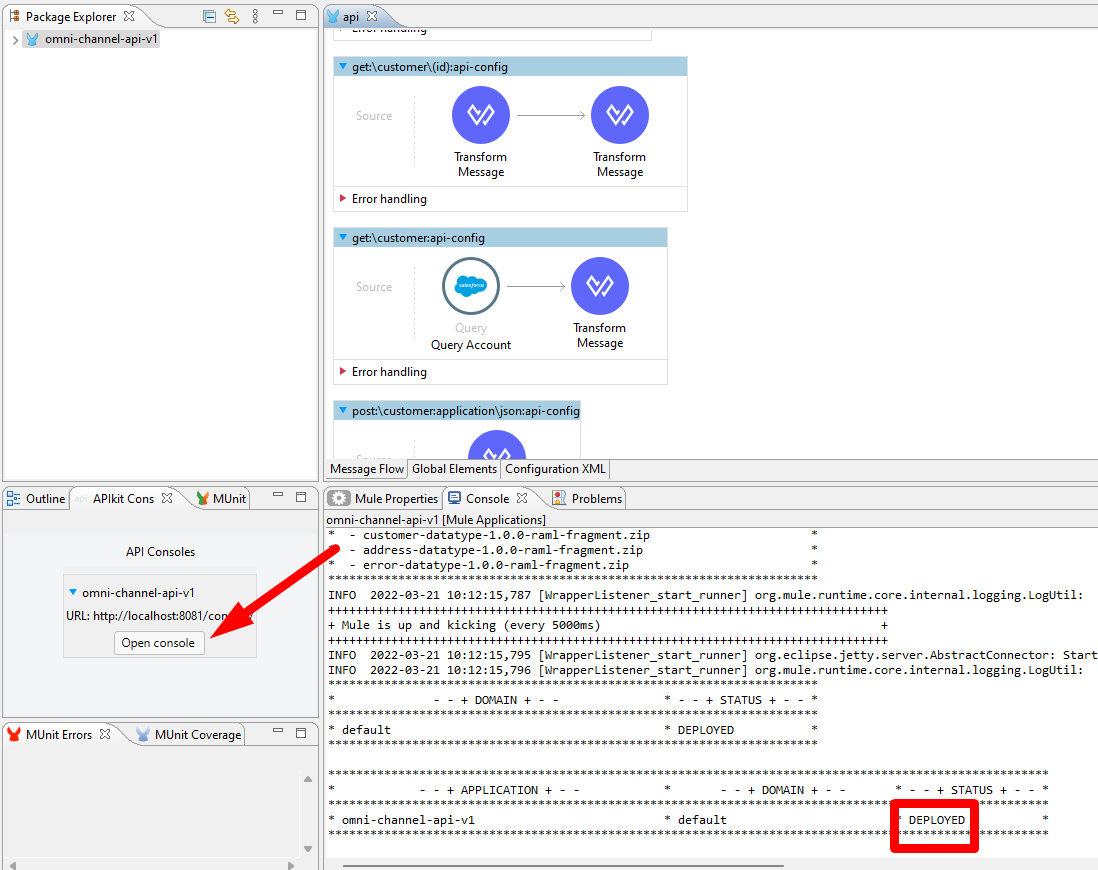 Package Explorer
omni-channel-api-v1
api
Error handling
get:\customer\(id):api-config
Source
Transform
Message
Transform
Message
Error handling
get:\customer:api-config
Source
salesforce
Query
Query Account
Transform
Message
Error handling
post:\customer:application\json:api-config
Source
Message Flow Global Elements Configuration XML
Outline APIkit Cons MUnit
API Consoles
omni-channel-api-v1
URL: http://localhost:8081/con
Open console
MUnit Errors MUnit Coverage
Mule Properties Console Problems
omni-channel-api-v1 [Mule Applications]
* - customer-datatype-1.0.0-raml-fragment.zip *
* - address-datatype-1.0.0-raml-fragment.zip *
* - error-datatype-1.0.0-raml-fragment.zip *
**********************************************************************
INFO 2022-03-21 10:12:15,787 [WrapperListener_start_runner] org.mule.runtime.core.internal.logging.LogUtil:
++++++++++++++++++++++++++++++++++++++++++++++++++++++++++++++++++++++++++++++++
+ Mule is up and kicking (every 5000ms) +
++++++++++++++++++++++++++++++++++++++++++++++++++++++++++++++++++++++++++++++++
INFO 2022-03-21 10:12:15,795 [WrapperListener_start_runner] org.eclipse.jetty.server.AbstractConnector: Start
INFO 2022-03-21 10:12:15,796 [WrapperListener_start_runner] org.mule.runtime.core.internal.logging.LogUtil:
**********************************************************************
* - - + DOMAIN + - - * - - + STATUS + - - *
**********************************************************************
* default * DEPLOYED *
**********************************************************************
*******************************************************************************************************
* - - + APPLICATION + - - * - - + DOMAIN + - - * - - + STATUS + - - *
*******************************************************************************************************
* omni-channel-api-v1 * default * DEPLOYED *
*******************************************************************************************************